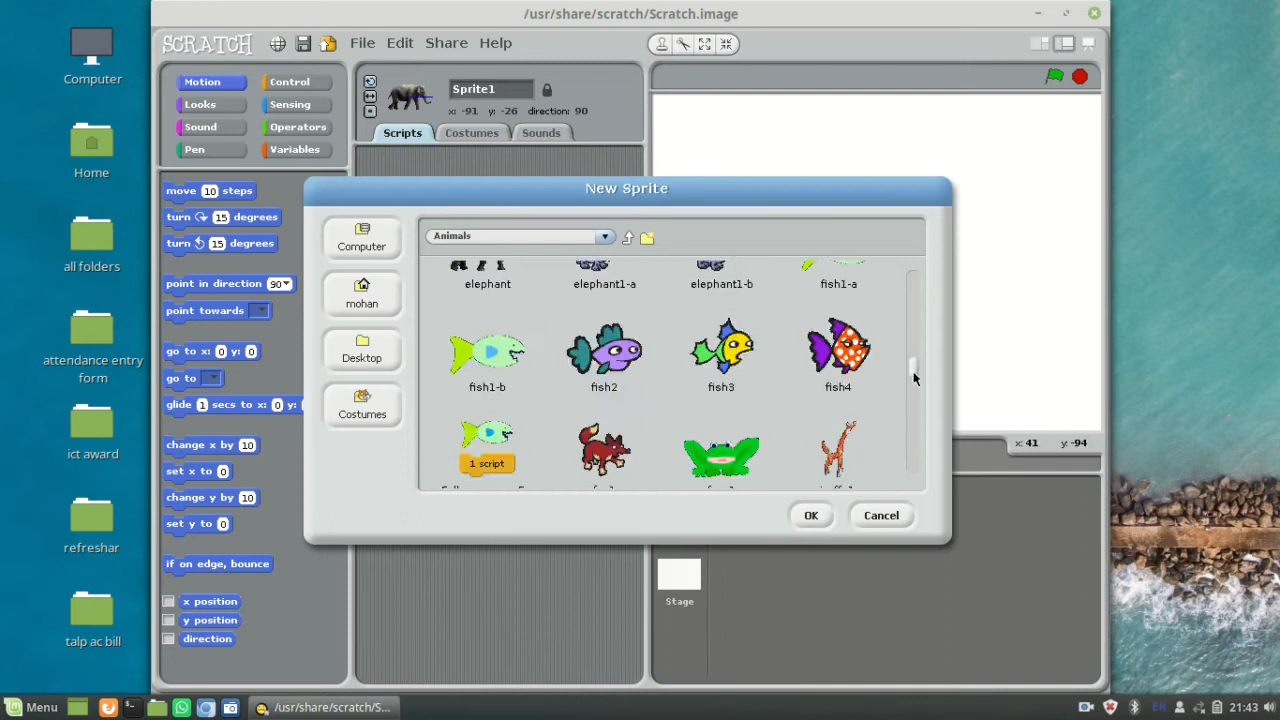 /usr/share/scratch/Scratch.image
SCRATCH File Edit Share Help
Computer
Home
all folders
attendance entry
form
ict award
refreshar
talp ac bill
Motion Control
Looks Sensing
Sound Operators
Pen Variables
Sprite1
x: -91 y: -26 direction: 90
Scripts Costumes Sounds
move 10 steps
turn 15 degrees
turn 15 degrees
point in direction 90
point towards
go to x: 0 y: 0
go to
glide 1 secs to x: 0 y:
change x by 10
set x to 0
change y by 10
set y to 0
if on edge, bounce
x position
y position
direction
New Sprite
Computer
mohan
Desktop
Costumes
Animals
elephant elephant1-a elephant1-b fish1-a
fish1-b fish2 fish3 fish4
1 script
OK Cancel
x: 41 y: -94
Stage
Menu /usr/share/scratch/S... EN 21:43